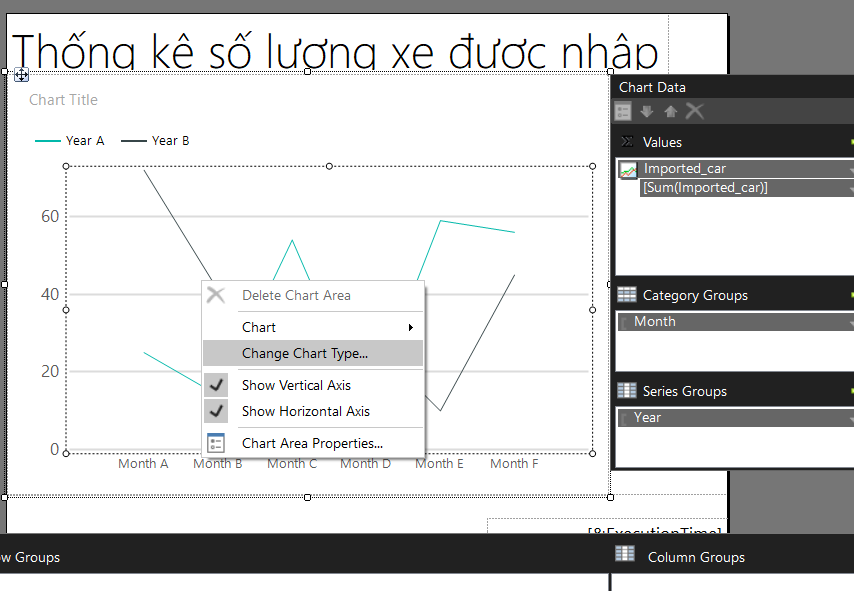 Thống kê số lượng xe được nhập
Chart Title
Year A
Year B
60
40
20
0
Month A
Month B
Month C
Month D
Month E
Month F
Delete Chart Area
Chart
Change Chart Type...
Show Vertical Axis
Show Horizontal Axis
Chart Area Properties...
Chart Data
Values
Imported_car
[Sum(Imported_car)]
Category Groups
Month
Series Groups
Year
[&ExecutionTime]
w Groups
Column Groups